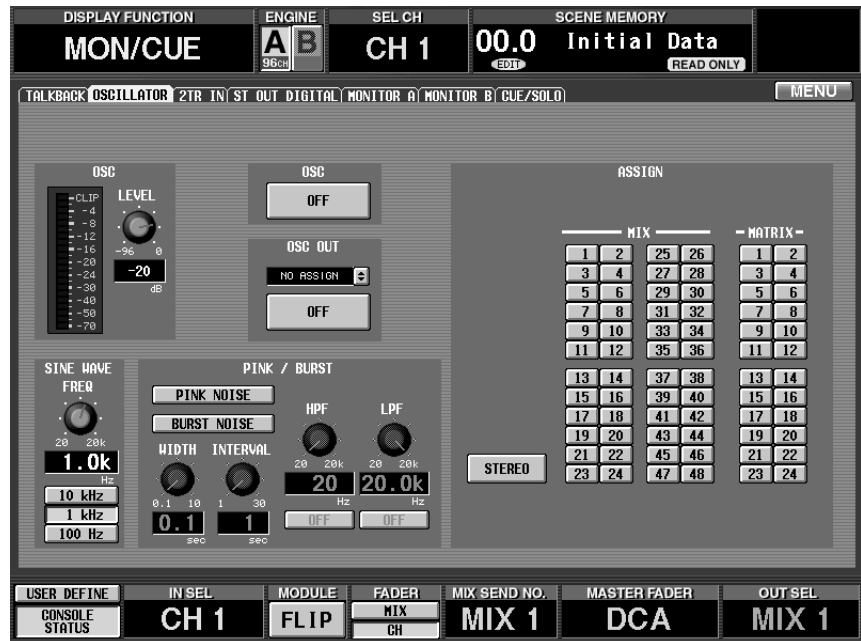 DISPLAY FUNCTION ENGINE SEL CH SCENE MEMORY
MON/CUE A B CH 1 00.0 Initial Data
96CH EDIT READ ONLY
TALKBACK OSCILLATOR 2TR IN ST OUT DIGITAL MONITOR A MONITOR B CUE/SOLO MENU
OSC OSC ASSIGN
CLIP LEVEL OFF
-4
-8
-12 MIX MATRIX
-16 -96 0 OSC OUT 1 2 25 26 1 2
-20 -20 NO ASSIGN 3 4 27 28 3 4
-24 dB
-30 5 6 29 30 5 6
-40 OFF 7 8 31 32 7 8
-50 9 10 33 34 9 10
-70 11 12 35 36 11 12
SINE WAVE PINK / BURST
FREQ PINK NOISE 13 14 37 38 13 14
HPF LPF 15 16 39 40 15 16
BURST NOISE 17 18 41 42 17 18
20 20k WIDTH INTERVAL 19 20 43 44 19 20
1.0k 20 20k 20 20k 21 22 45 46 21 22
Hz 20 20.0k STEREO 23 24 47 48 23 24
10 kHz 0.1 10 1 30 Hz Hz
1 kHz 0.1 1 OFF OFF
100 Hz sec sec
USER DEFINE IN SEL MODULE FADER MIX SEND NO. MASTER FADER OUT SEL
CONSOLE STATUS CH 1 FLIP MIX CH MIX 1 DCA MIX 1